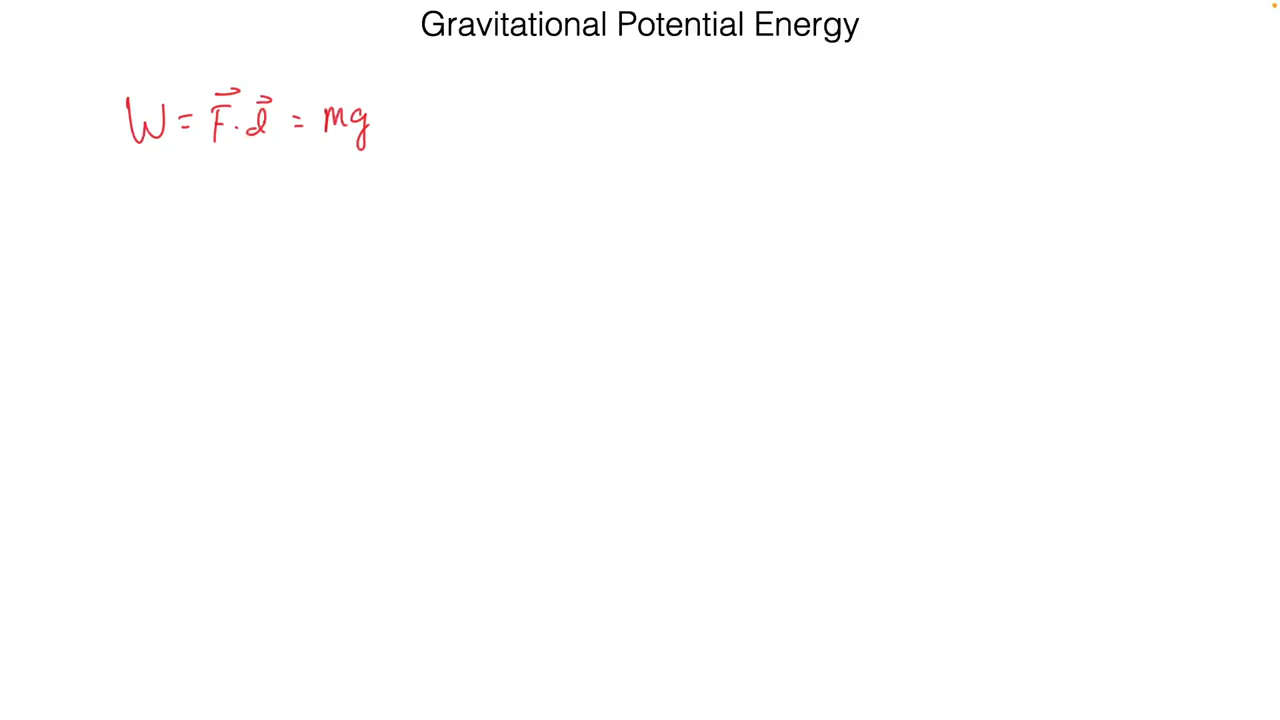 Gravitational Potential Energy
W = F⃗ · d⃗ = mg